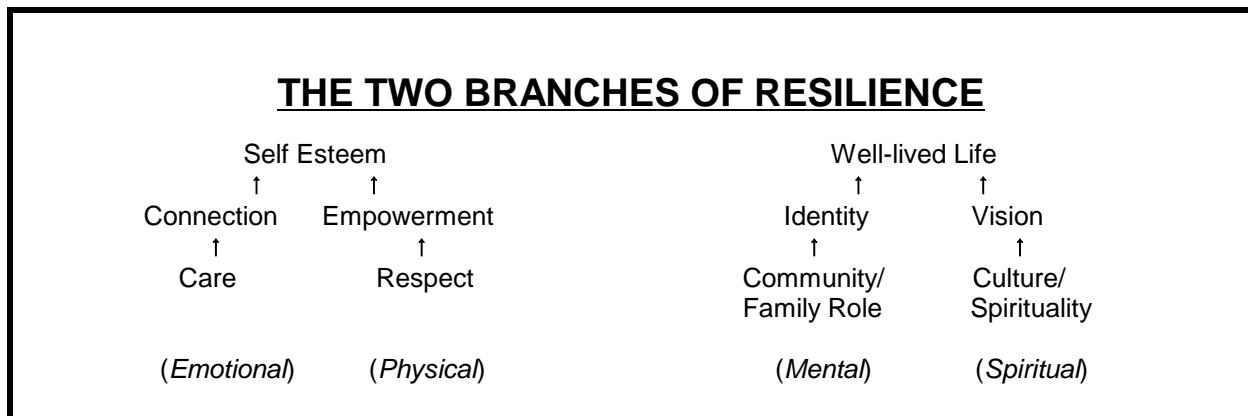 THE TWO BRANCHES OF RESILIENCE
Self Esteem Well-lived Life
↑ ↑ ↑ ↑
Connection Empowerment Identity Vision
↑ ↑ ↑ ↑
Care Respect Community/ Culture/
Family Role Spirituality
(Emotional) (Physical) (Mental) (Spiritual)